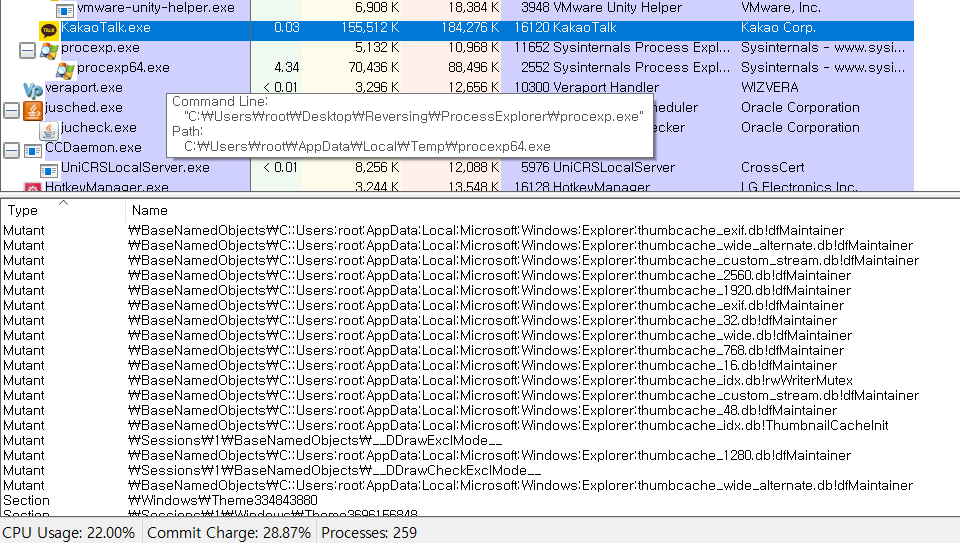 vmware-unity-helper.exe 6,908 K 18,384 K 3948 VMware Unity Helper VMware, Inc.
TALK KakaoTalk.exe 0.03 155,512 K 184,276 K 16120 KakaoTalk Kakao Corp.
procexp.exe 5,132 K 10,968 K 11652 Sysinternals Process Expl... Sysinternals - www.sysi...
procexp64.exe 4.34 70,436 K 88,496 K 2552 Sysinternals Process Expl... Sysinternals - www.sysi...
veraport.exe < 0.01 3,296 K 12,656 K 10300 Veraport Handler WIZVERA
jusched.exe heduler Oracle Corporation
jucheck.exe ecker Oracle Corporation
CCDaemon.exe
Command Line:
"C:₩Users₩root₩Desktop₩Reversing₩ProcessExplorer₩procexp.exe"
Path:
C:₩Users₩root₩AppData₩Local₩Temp₩procexp64.exe
UniCRSLocalServer.exe < 0.01 8,256 K 12,088 K 5976 UniCRSLocalServer CrossCert
HotkeyManager.exe 3,244 K 13,548 K 16128 HotkeyManager LG Electronics Inc.
Type Name
Mutant ₩BaseNamedObjects₩C::Users:root:AppData:Local:Microsoft:Windows:Explorer:thumbcache_exif.db!dfMaintainer
Mutant ₩BaseNamedObjects₩C::Users:root:AppData:Local:Microsoft:Windows:Explorer:thumbcache_wide_alternate.db!dfMaintainer
Mutant ₩BaseNamedObjects₩C::Users:root:AppData:Local:Microsoft:Windows:Explorer:thumbcache_custom_stream.db!dfMaintainer
Mutant ₩BaseNamedObjects₩C::Users:root:AppData:Local:Microsoft:Windows:Explorer:thumbcache_2560.db!dfMaintainer
Mutant ₩BaseNamedObjects₩C::Users:root:AppData:Local:Microsoft:Windows:Explorer:thumbcache_1920.db!dfMaintainer
Mutant ₩BaseNamedObjects₩C::Users:root:AppData:Local:Microsoft:Windows:Explorer:thumbcache_exif.db!dfMaintainer
Mutant ₩BaseNamedObjects₩C::Users:root:AppData:Local:Microsoft:Windows:Explorer:thumbcache_32.db!dfMaintainer
Mutant ₩BaseNamedObjects₩C::Users:root:AppData:Local:Microsoft:Windows:Explorer:thumbcache_wide.db!dfMaintainer
Mutant ₩BaseNamedObjects₩C::Users:root:AppData:Local:Microsoft:Windows:Explorer:thumbcache_768.db!dfMaintainer
Mutant ₩BaseNamedObjects₩C::Users:root:AppData:Local:Microsoft:Windows:Explorer:thumbcache_16.db!dfMaintainer
Mutant ₩BaseNamedObjects₩C::Users:root:AppData:Local:Microsoft:Windows:Explorer:thumbcache_idx.db!rwWriterMutex
Mutant ₩BaseNamedObjects₩C::Users:root:AppData:Local:Microsoft:Windows:Explorer:thumbcache_custom_stream.db!dfMaintainer
Mutant ₩BaseNamedObjects₩C::Users:root:AppData:Local:Microsoft:Windows:Explorer:thumbcache_48.db!dfMaintainer
Mutant ₩BaseNamedObjects₩C::Users:root:AppData:Local:Microsoft:Windows:Explorer:thumbcache_idx.db!ThumbnailCacheInit
Mutant ₩Sessions₩1₩BaseNamedObjects₩__DDrawExclMode__
Mutant ₩BaseNamedObjects₩C::Users:root:AppData:Local:Microsoft:Windows:Explorer:thumbcache_1280.db!dfMaintainer
Mutant ₩Sessions₩1₩BaseNamedObjects₩__DDrawCheckExclMode__
Mutant ₩BaseNamedObjects₩C::Users:root:AppData:Local:Microsoft:Windows:Explorer:thumbcache_wide_alternate.db!dfMaintainer
Section ₩Windows₩Theme334843880
Section ₩Sessions₩1₩Windows₩Theme3696156848
CPU Usage: 22.00% Commit Charge: 28.87% Processes: 259